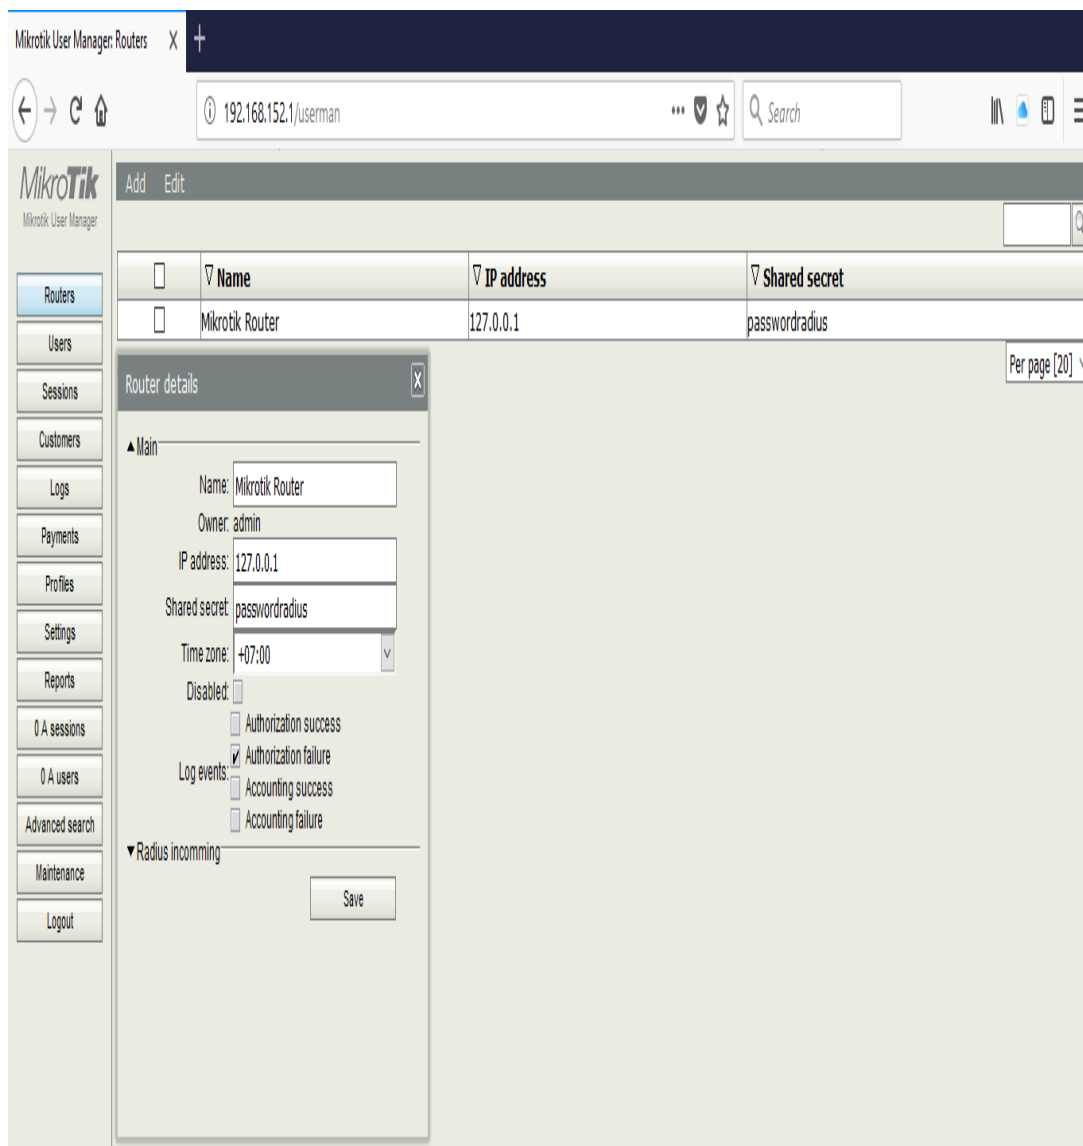 Mikrotik User Manager: Routers
192.168.152.1/userman
Search
MikroTik
Mikrotik User Manager
Add Edit
Name IP address Shared secret
Mikrotik Router 127.0.0.1 passwordradius
Per page [20]
Routers
Users
Sessions
Customers
Logs
Payments
Profiles
Settings
Reports
0 A sessions
0 A users
Advanced search
Maintenance
Logout
Router details
Main
Name: Mikrotik Router
Owner: admin
IP address: 127.0.0.1
Shared secret: passwordradius
Time zone: +07:00
Disabled:
Log events:
Authorization success
Authorization failure
Accounting success
Accounting failure
Radius incomming
Save